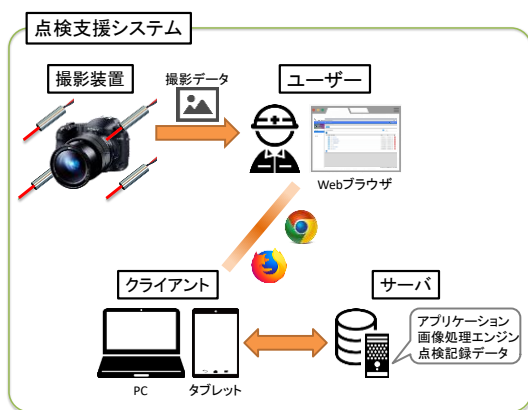 点検支援システム
撮影装置
撮影データ
ユーザー
Webブラウザ
クライアント
サーバ
アプリケーション
画像処理エンジン
点検記録データ
PC
タブレット